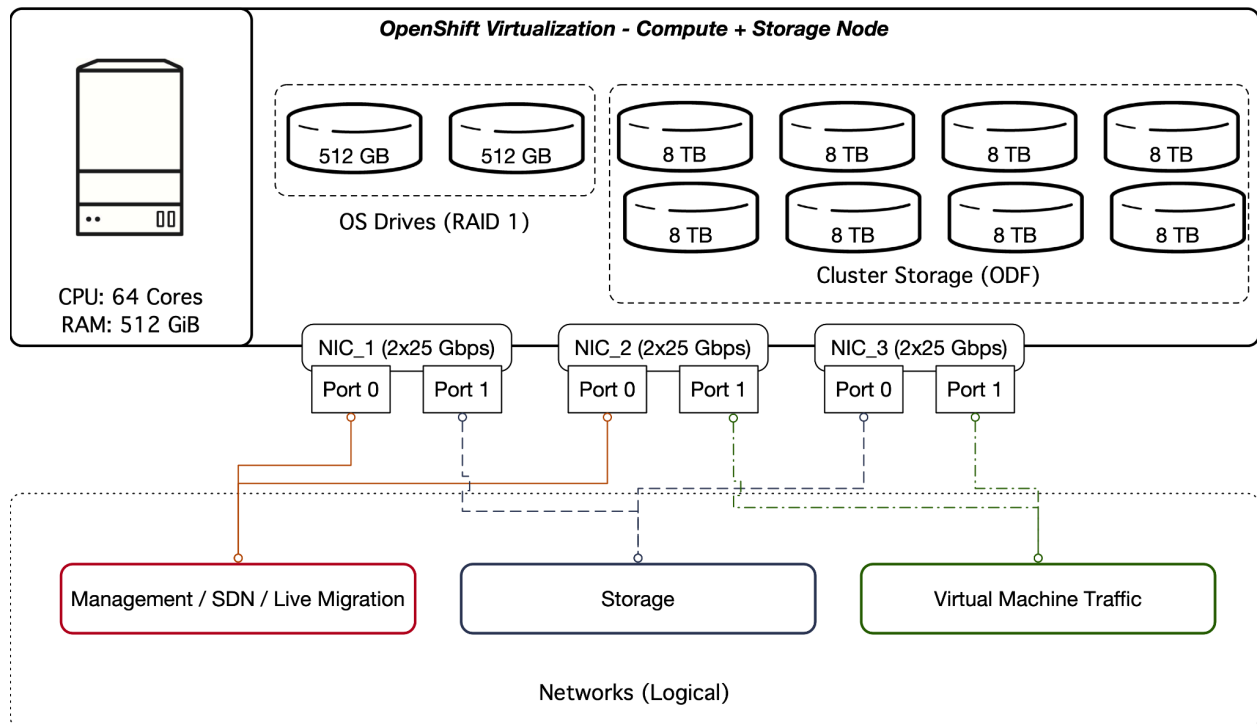 OpenShift Virtualization - Compute + Storage Node
512 GB
512 GB
OS Drives (RAID 1)
8 TB
8 TB
8 TB
8 TB
8 TB
8 TB
8 TB
8 TB
Cluster Storage (ODF)
CPU: 64 Cores
RAM: 512 GiB
NIC_1 (2x25 Gbps)
Port 0
Port 1
NIC_2 (2x25 Gbps)
Port 0
Port 1
NIC_3 (2x25 Gbps)
Port 0
Port 1
Management / SDN / Live Migration
Storage
Virtual Machine Traffic
Networks (Logical)